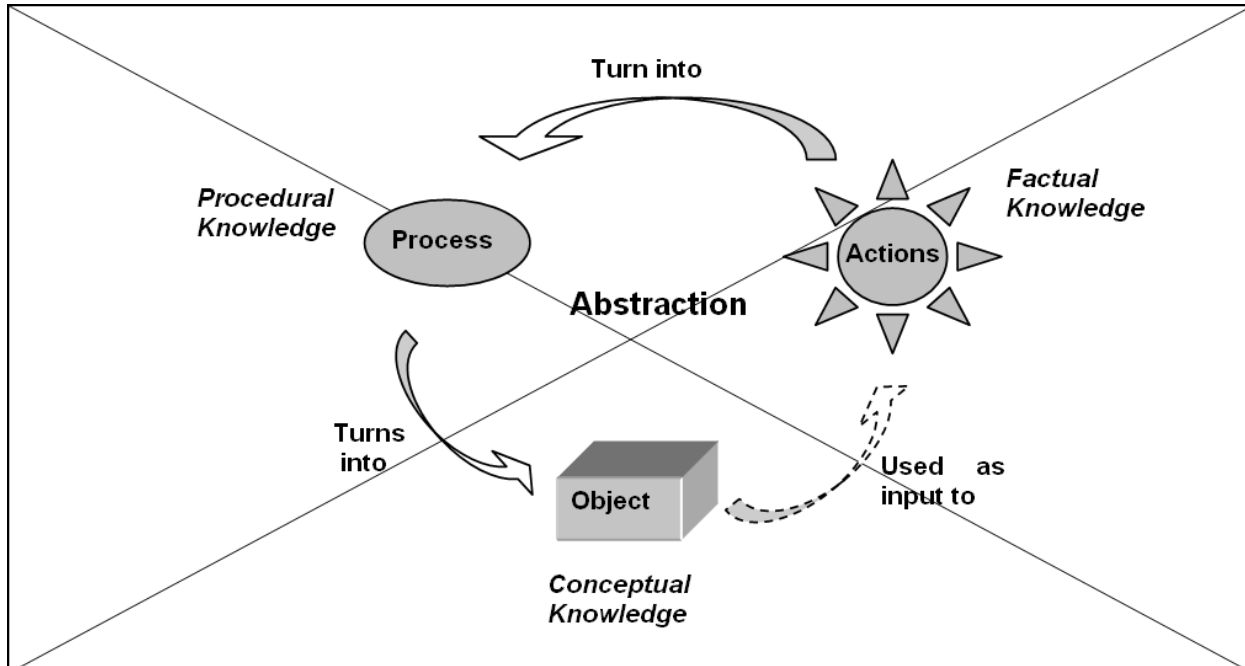 Turn into
Procedural
Knowledge
Process
Factual
Knowledge
Actions
Abstraction
Turns
into
Object
Used as
input to
Conceptual
Knowledge